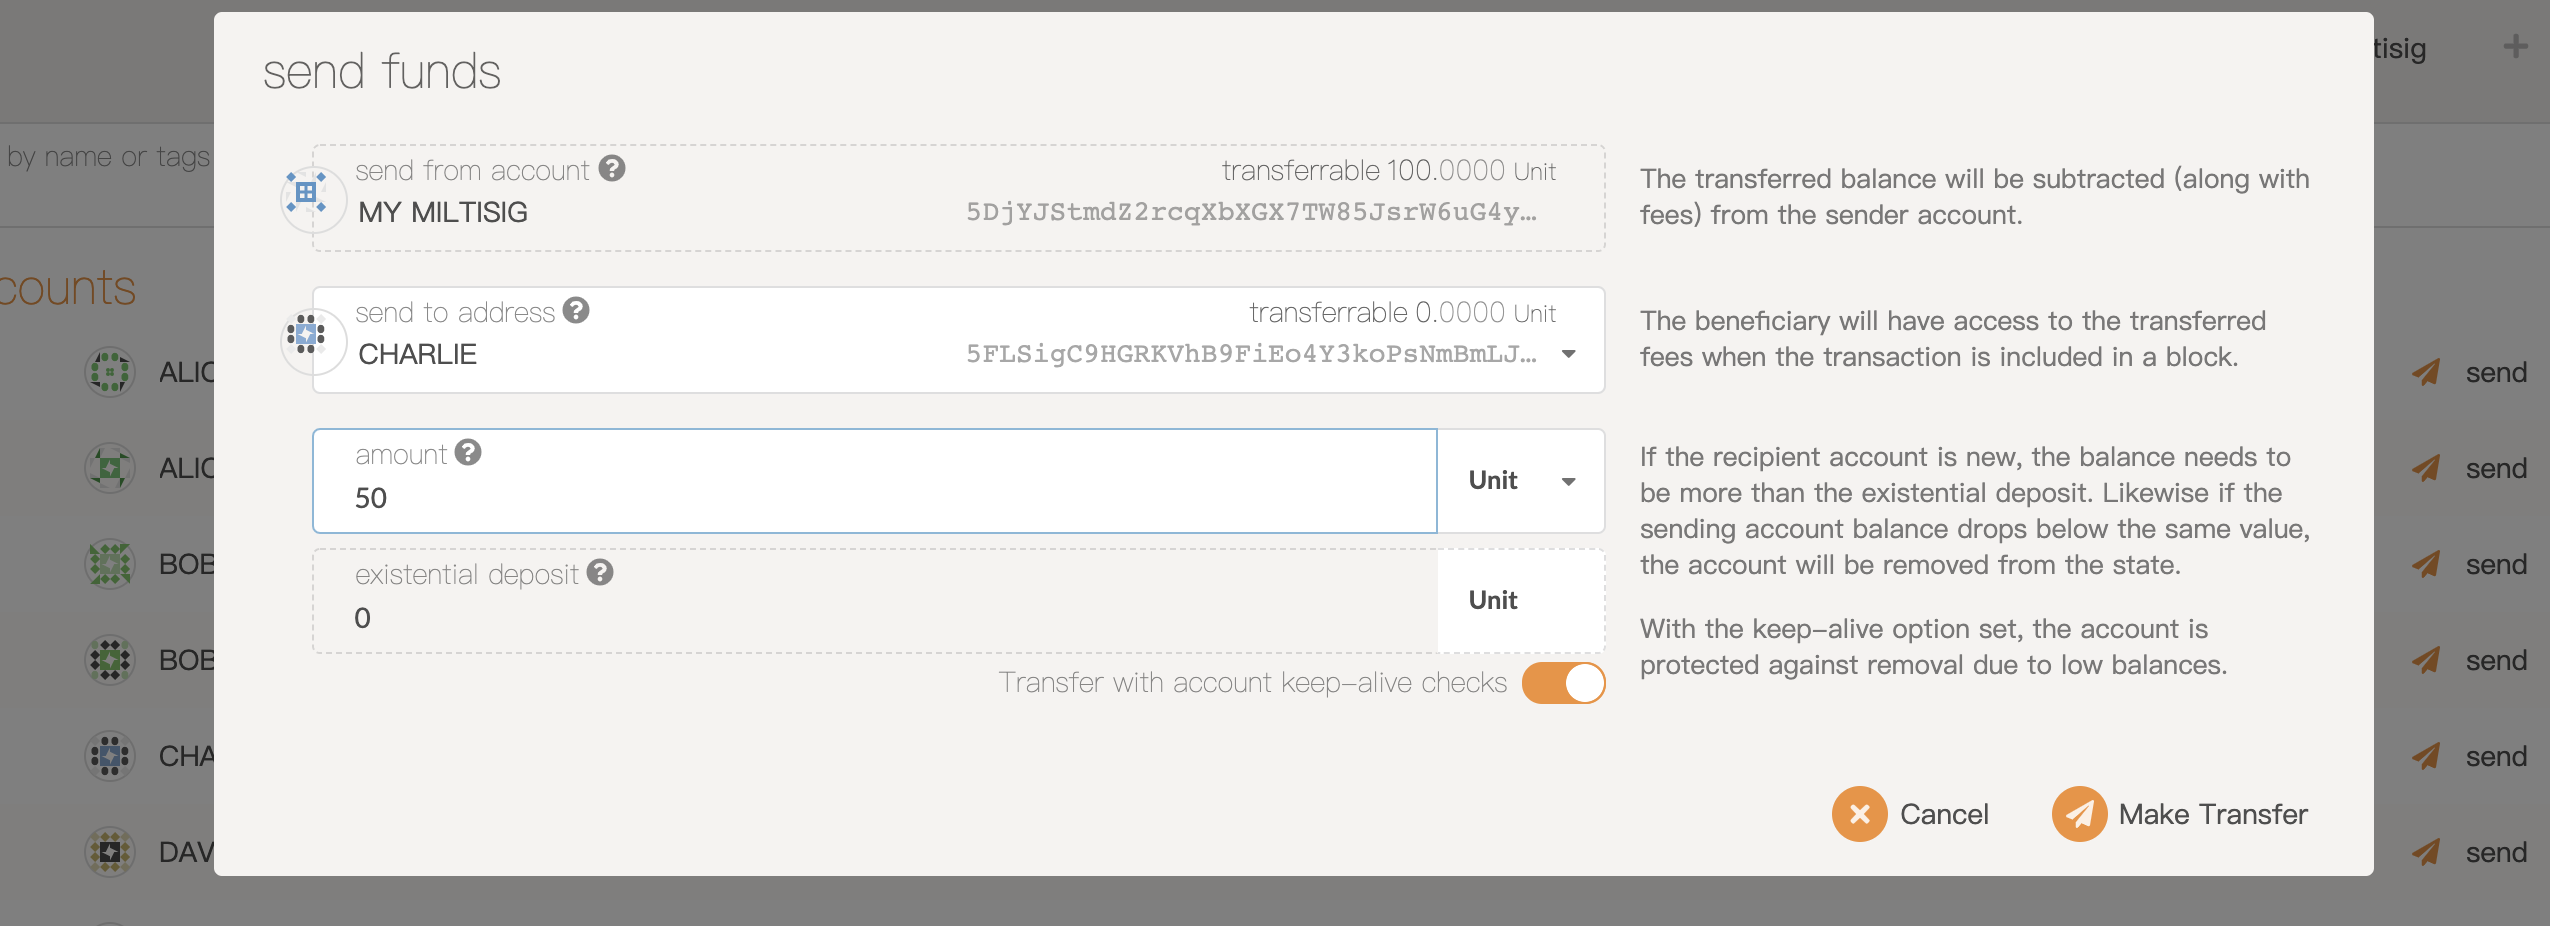 tisig
by name or tags
counts
send funds
send from account
transferrable 100.0000 Unit
MY MILTISIG
5DjYJStmdZ2rcqXbXGX7TW85JsrW6uG4y…
The transferred balance will be subtracted (along with
fees) from the sender account.
send to address
transferrable 0.0000 Unit
CHARLIE
5FLSigC9HGRKVhB9FiEo4Y3koPsNmBmLJ…
The beneficiary will have access to the transferred
fees when the transaction is included in a block.
amount
50
Unit
If the recipient account is new, the balance needs to
be more than the existential deposit. Likewise if the
sending account balance drops below the same value,
the account will be removed from the state.
existential deposit
0
Unit
With the keep-alive option set, the account is
protected against removal due to low balances.
Transfer with account keep-alive checks
Cancel
Make Transfer
ALIC
send
ALIC
send
BOB
send
BOB
send
CHA
send
DAV
send